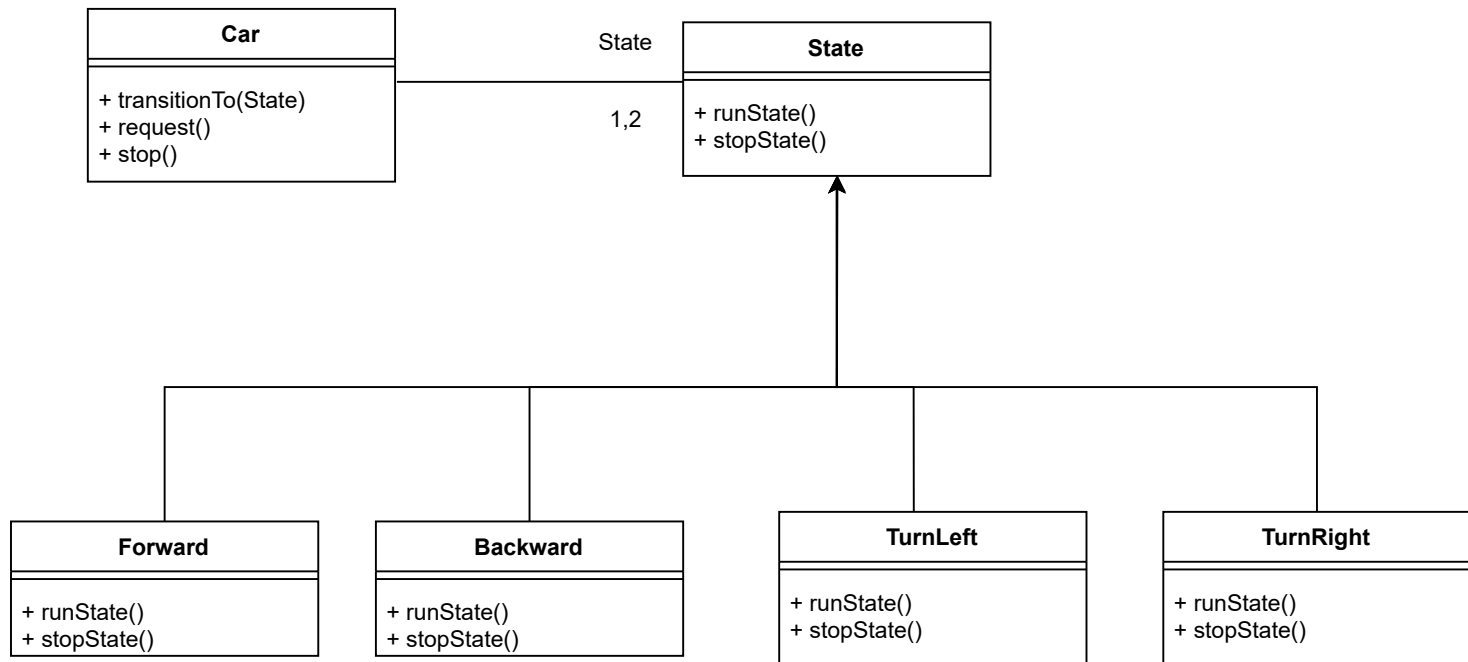 Car
+ transitionTo(State)
+ request()
+ stop()
State
1,2
State
+ runState()
+ stopState()
Forward
+ runState()
+ stopState()
Backward
+ runState()
+ stopState()
TurnLeft
+ runState()
+ stopState()
TurnRight
+ runState()
+ stopState()